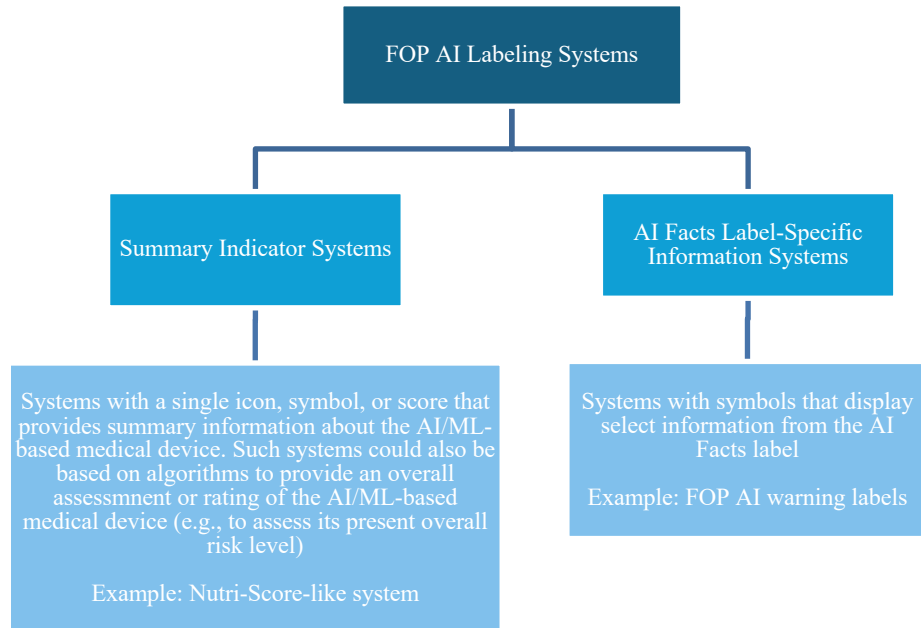 FOP AI Labeling Systems
Summary Indicator Systems
AI Facts Label-Specific
Information Systems
Systems with a single icon, symbol, or score that
provides summary information about the AI/ML-
based medical device. Such systems could also be
based on algorithms to provide an overall
assessmnent or rating of the AI/ML-based
medical device (e.g., to assess its present overall
risk level)
Example: Nutri-Score-like system
Systems with symbols that display
select information from the AI
Facts label
Example: FOP AI warning labels